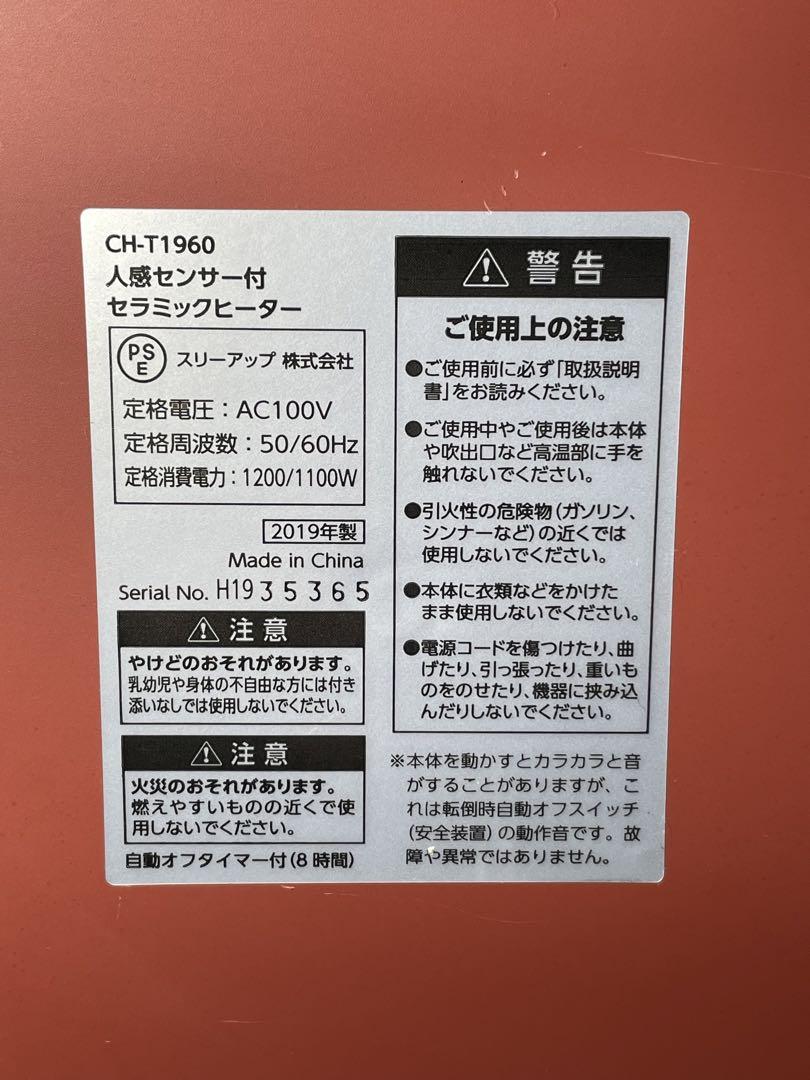 CH-T1960
人感センサー付
セラミックヒーター
PS
E
スリーアップ 株式会社
定格電圧：AC100V
定格周波数：50/60Hz
定格消費電力：1200/1100W
2019年製
Made in China
Serial No. H1935365
⚠注意
やけどのおそれがあります。
乳幼児や身体の不自由な方には付き
添いなしでは使用しないでください。
⚠注意
火災のおそれがあります。
燃えやすいものの近くで使
用しないでください。
自動オフタイマー付(8時間)
⚠警告
ご使用上の注意
●ご使用前に必ず「取扱説明
書」をお読みください。
●ご使用中やご使用後は本体
や吹出口など高温部に手を
触れないでください。
●引火性の危険物(ガソリン、
シンナーなど)の近くでは
使用しないでください。
●本体に衣類などをかけた
まま使用しないでください。
●電源コードを傷つけたり、曲
げたり、引っ張ったり、重いも
のをのせたり、機器に挟み込
んだりしないでください。
※本体を動かすとカラカラと音
がすることがありますが、こ
れは転倒時自動オフスイッチ
(安全装置)の動作音です。故
障や異常ではありません。